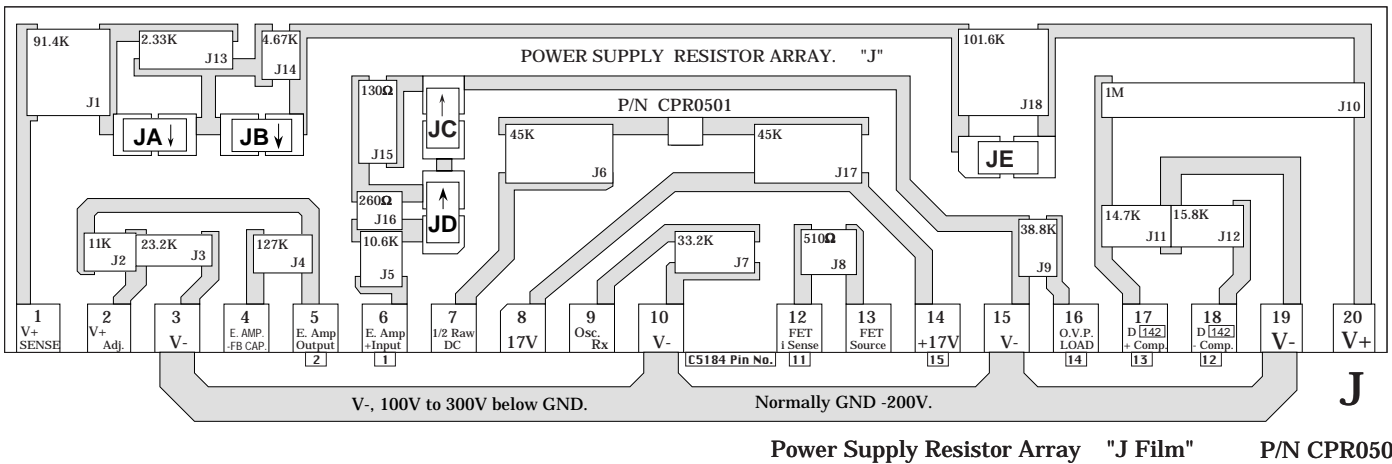 91.4K
J1
2.33K
J13
4.67K
J14
POWER SUPPLY RESISTOR ARRAY. "J"
101.6K
J18
1M
J10
130Ω
J15
JC
P/N CPR0501
JA
JB
45K
J6
45K
J17
JE
260Ω
J16
JD
11K
J2
23.2K
J3
127K
J4
10.6K
J5
33.2K
J7
510Ω
J8
38.8K
J9
14.7K
J11
15.8K
J12
1
V+
SENSE
2
V+
Adj.
3
V-
4
E. AMP.
-FB CAP.
5
E. Amp
Output
2
6
E. Amp
+Input
1
7
1/2 Raw
DC
8
17V
9
Osc.
Rx
10
V-
C5184 Pin No.
12
FET
i Sense
11
13
FET
Source
14
+17V
15
15
V-
16
O.V.P.
LOAD
14
17
D 142
+ Comp.
13
18
D 142
- Comp.
12
19
V-
20
V+
V-, 100V to 300V below GND.
Normally GND -200V.
J
Power Supply Resistor Array "J Film" P/N CPR050